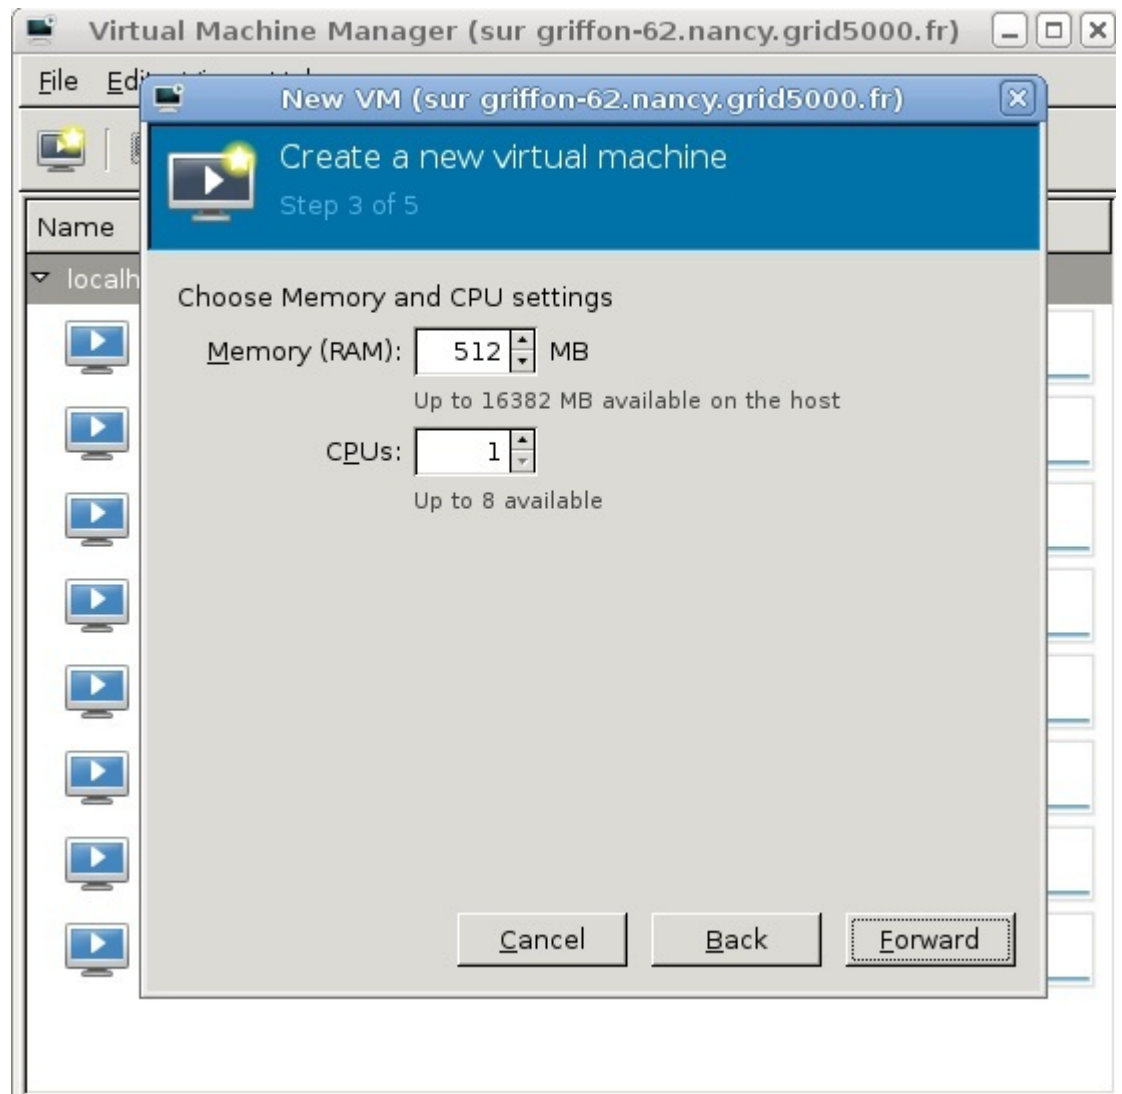 Virtual Machine Manager (sur griffon-62.nancy.grid5000.fr)
File
New VM (sur griffon-62.nancy.grid5000.fr)
Create a new virtual machine
Step 3 of 5
Name
localh
Choose Memory and CPU settings
Memory (RAM): 512 MB
Up to 16382 MB available on the host
CPUs: 1
Up to 8 available
Cancel Back Forward